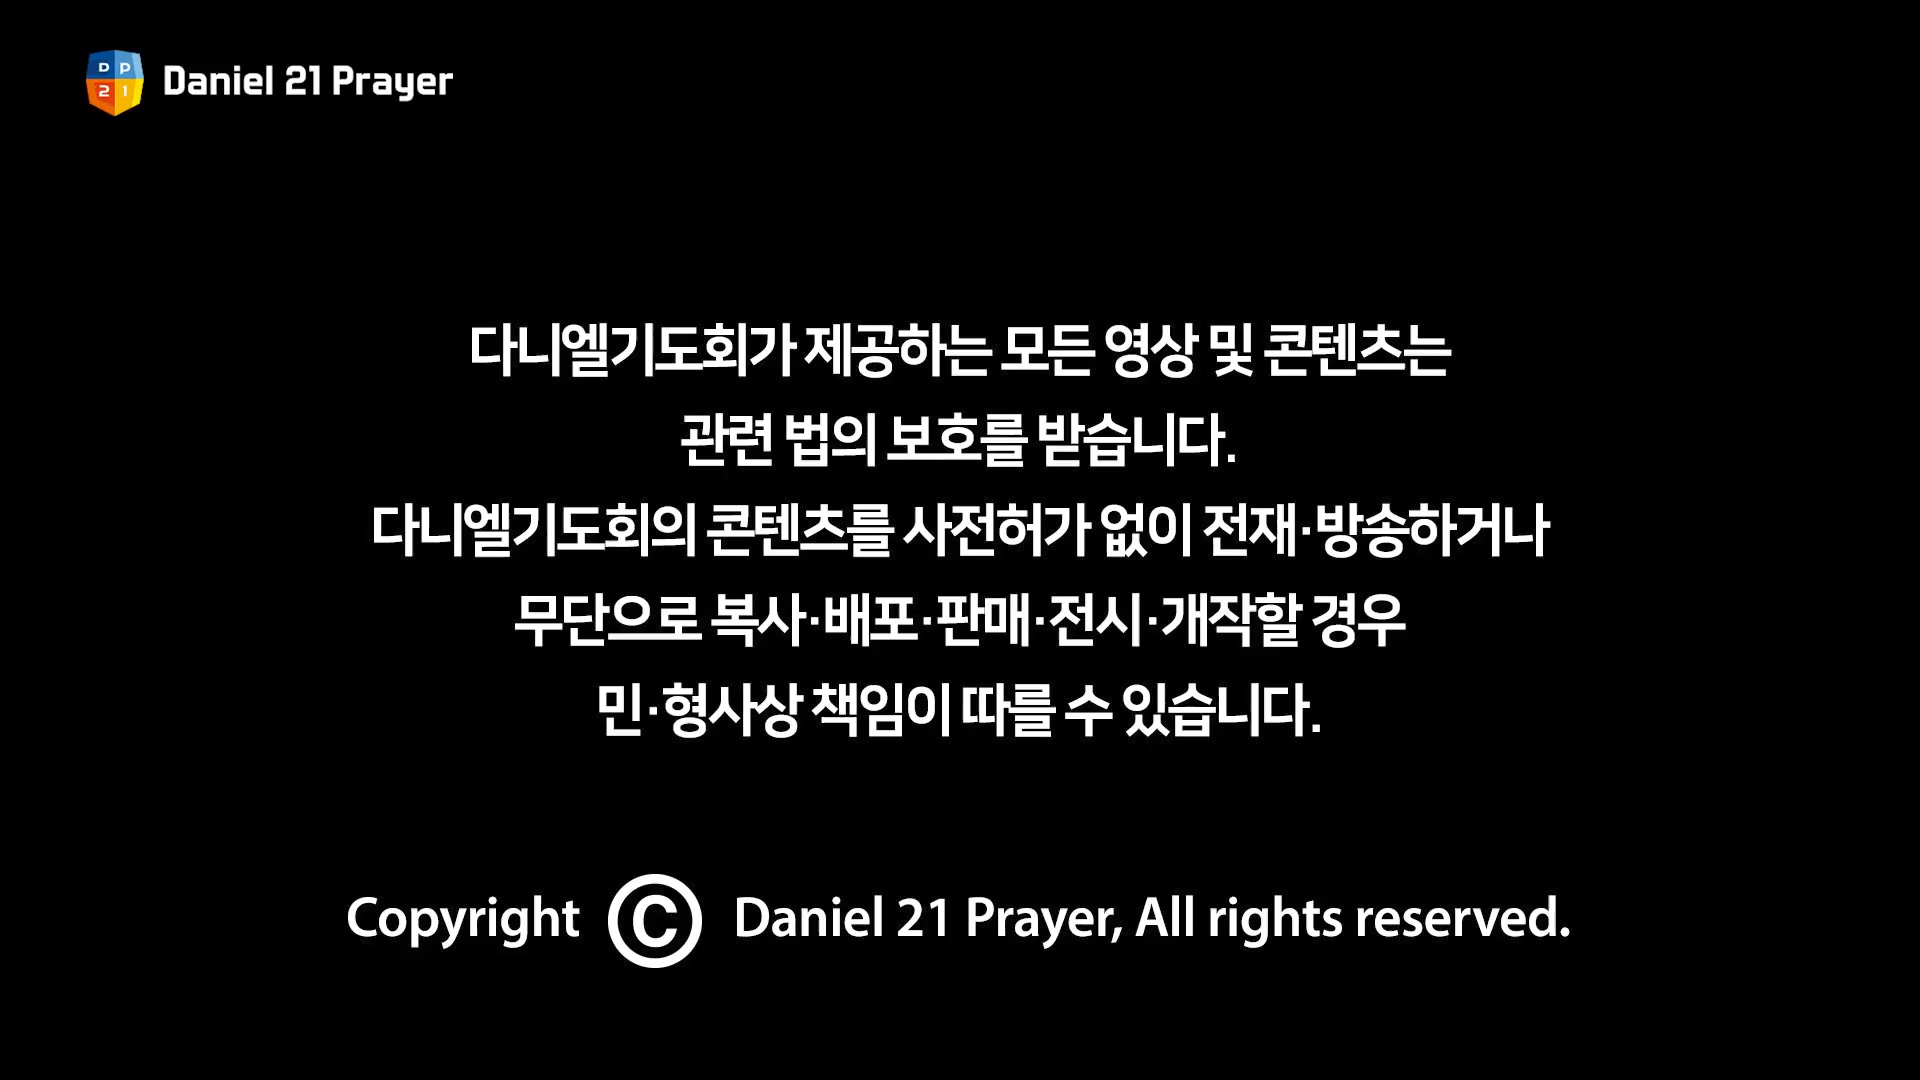 DP
21
Daniel 21 Prayer
다니엘기도회가 제공하는 모든 영상 및 콘텐츠는
관련 법의 보호를 받습니다.
다니엘기도회의 콘텐츠를 사전허가 없이 전재·방송하거나
무단으로 복사·배포·판매·전시·개작할 경우
민·형사상 책임이 따를 수 있습니다.
Copyright © Daniel 21 Prayer, All rights reserved.